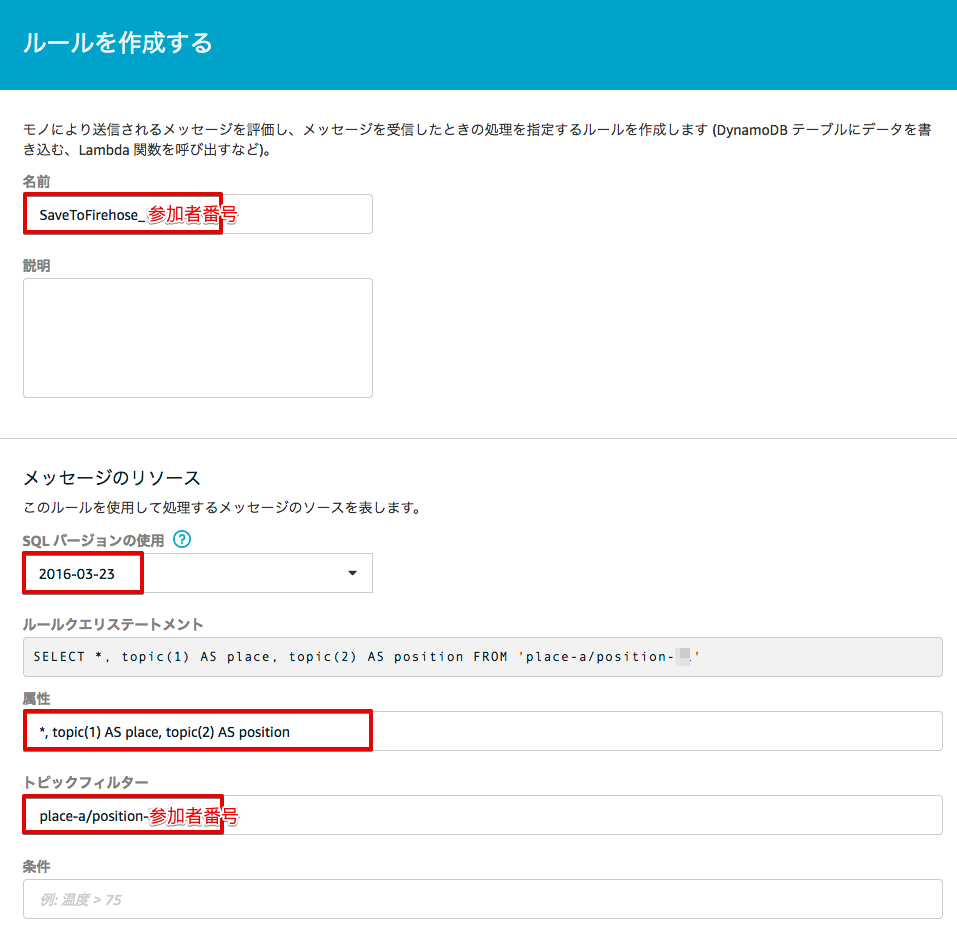 ルールを作成する
モノにより送信されるメッセージを評価し、メッセージを受信したときの処理を指定するルールを作成します (DynamoDB テーブルにデータを書
き込む、Lambda 関数を呼び出すなど)。
名前
SaveToFirehose_参加者番号
説明
メッセージのリソース
このルールを使用して処理するメッセージのソースを表します。
SQL バージョンの使用 ?
2016-03-23
ルールクエリステートメント
SELECT *, topic(1) AS place, topic(2) AS position FROM 'place-a/position- '
属性
*, topic(1) AS place, topic(2) AS position
トピックフィルター
place-a/position-参加者番号
条件
例: 温度 > 75